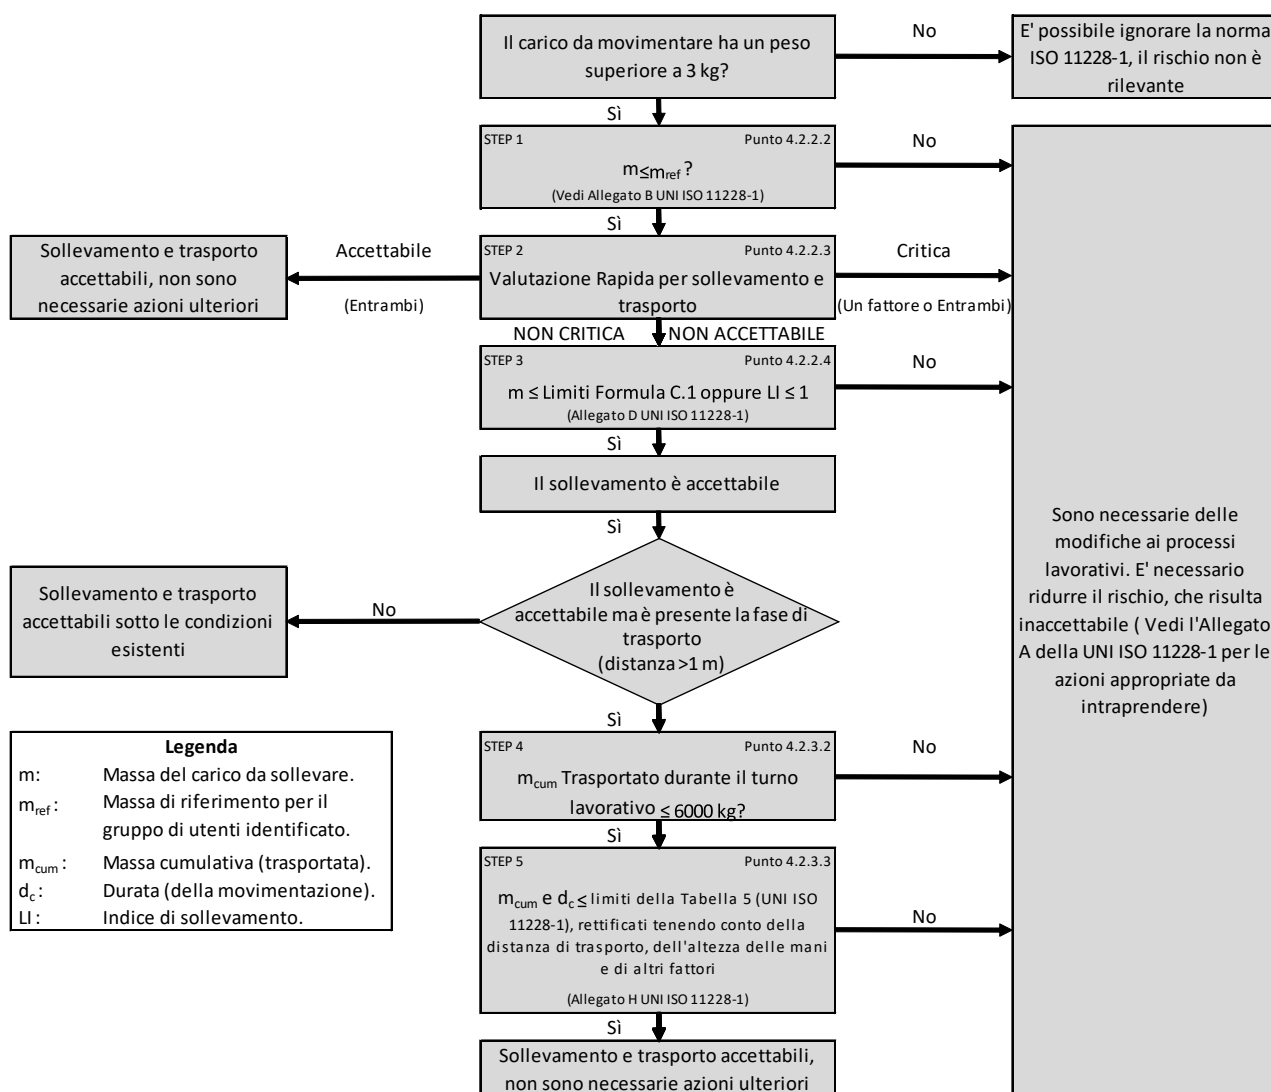 Il carico da movimentare ha un peso
superiore a 3 kg?
No
E' possibile ignorare la norma
ISO 11228-1, il rischio non è
rilevante
Sì
STEP 1 Punto 4.2.2.2
m≤mref ?
(Vedi Allegato B UNI ISO 11228-1)
No
Sì
Sollevamento e trasporto
accettabili, non sono
necessarie azioni ulteriori
Accettabile
(Entrambi)
STEP 2 Punto 4.2.2.3
Valutazione Rapida per sollevamento e
trasporto
Critica
(Un fattore o Entrambi)
NON CRITICA NON ACCETTABILE
STEP 3 Punto 4.2.2.4
m ≤ Limiti Formula C.1 oppure LI ≤ 1
(Allegato D UNI ISO 11228-1)
No
Sì
Il sollevamento è accettabile
Sì
Il sollevamento è
accettabile ma è presente la fase di
trasporto
(distanza >1 m)
No
Sollevamento e trasporto
accettabili sotto le condizioni
esistenti
Sono necessarie delle
modifiche ai processi
lavorativi. E' necessario
ridurre il rischio, che risulta
inaccettabile ( Vedi l'Allegato
A della UNI ISO 11228-1 per le
azioni appropriate da
intraprendere)
Sì
STEP 4 Punto 4.2.3.2
mcum Trasportato durante il turno
lavorativo ≤ 6000 kg?
No
Sì
STEP 5 Punto 4.2.3.3
mcum e dc ≤ limiti della Tabella 5 (UNI ISO
11228-1), rettificati tenendo conto della
distanza di trasporto, dell'altezza delle mani
e di altri fattori
(Allegato H UNI ISO 11228-1)
No
Sì
Sollevamento e trasporto accettabili,
non sono necessarie azioni ulteriori
Legenda
m: Massa del carico da sollevare.
mref : Massa di riferimento per il
gruppo di utenti identificato.
mcum : Massa cumulativa (trasportata).
dc : Durata (della movimentazione).
LI : Indice di sollevamento.